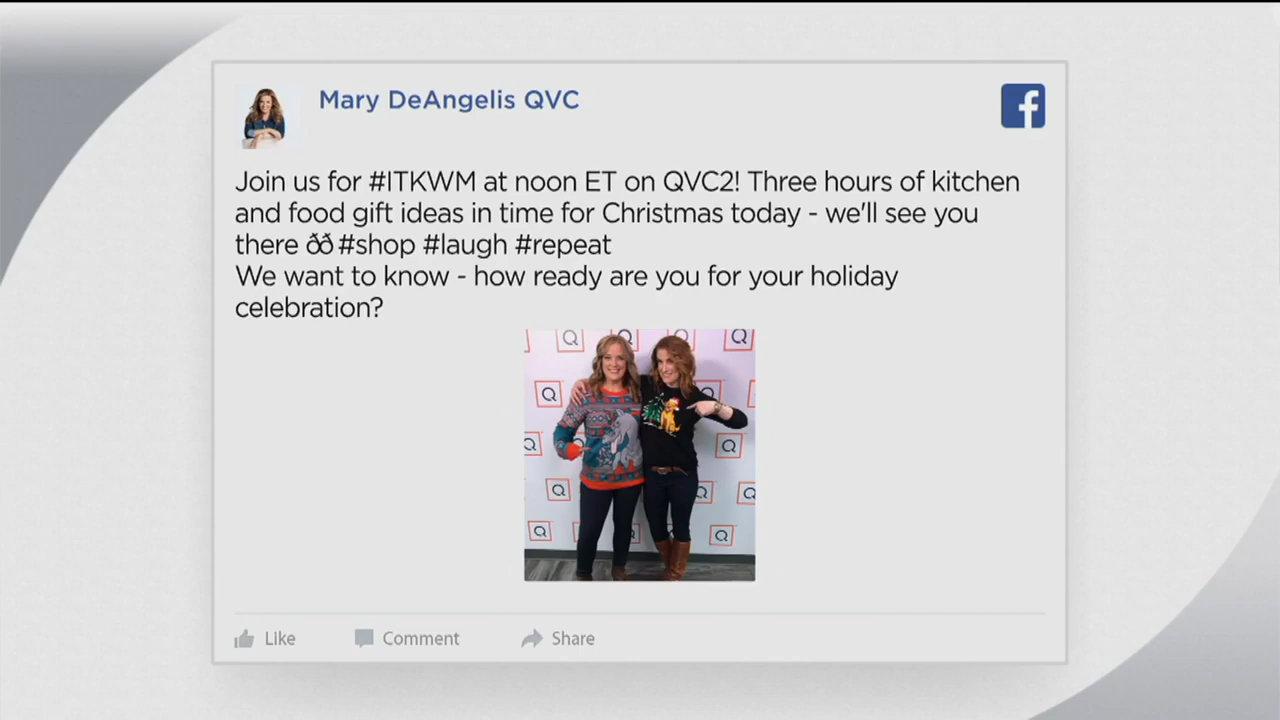 Mary DeAngelis QVC
f
Join us for #ITKWM at noon ET on QVC2! Three hours of kitchen
and food gift ideas in time for Christmas today - we'll see you
there ðð #shop #laugh #repeat
We want to know - how ready are you for your holiday
celebration?
Q Q Q Q
Q Q
Q Q Q
Q Q Q
Q Q Q
Like Comment Share